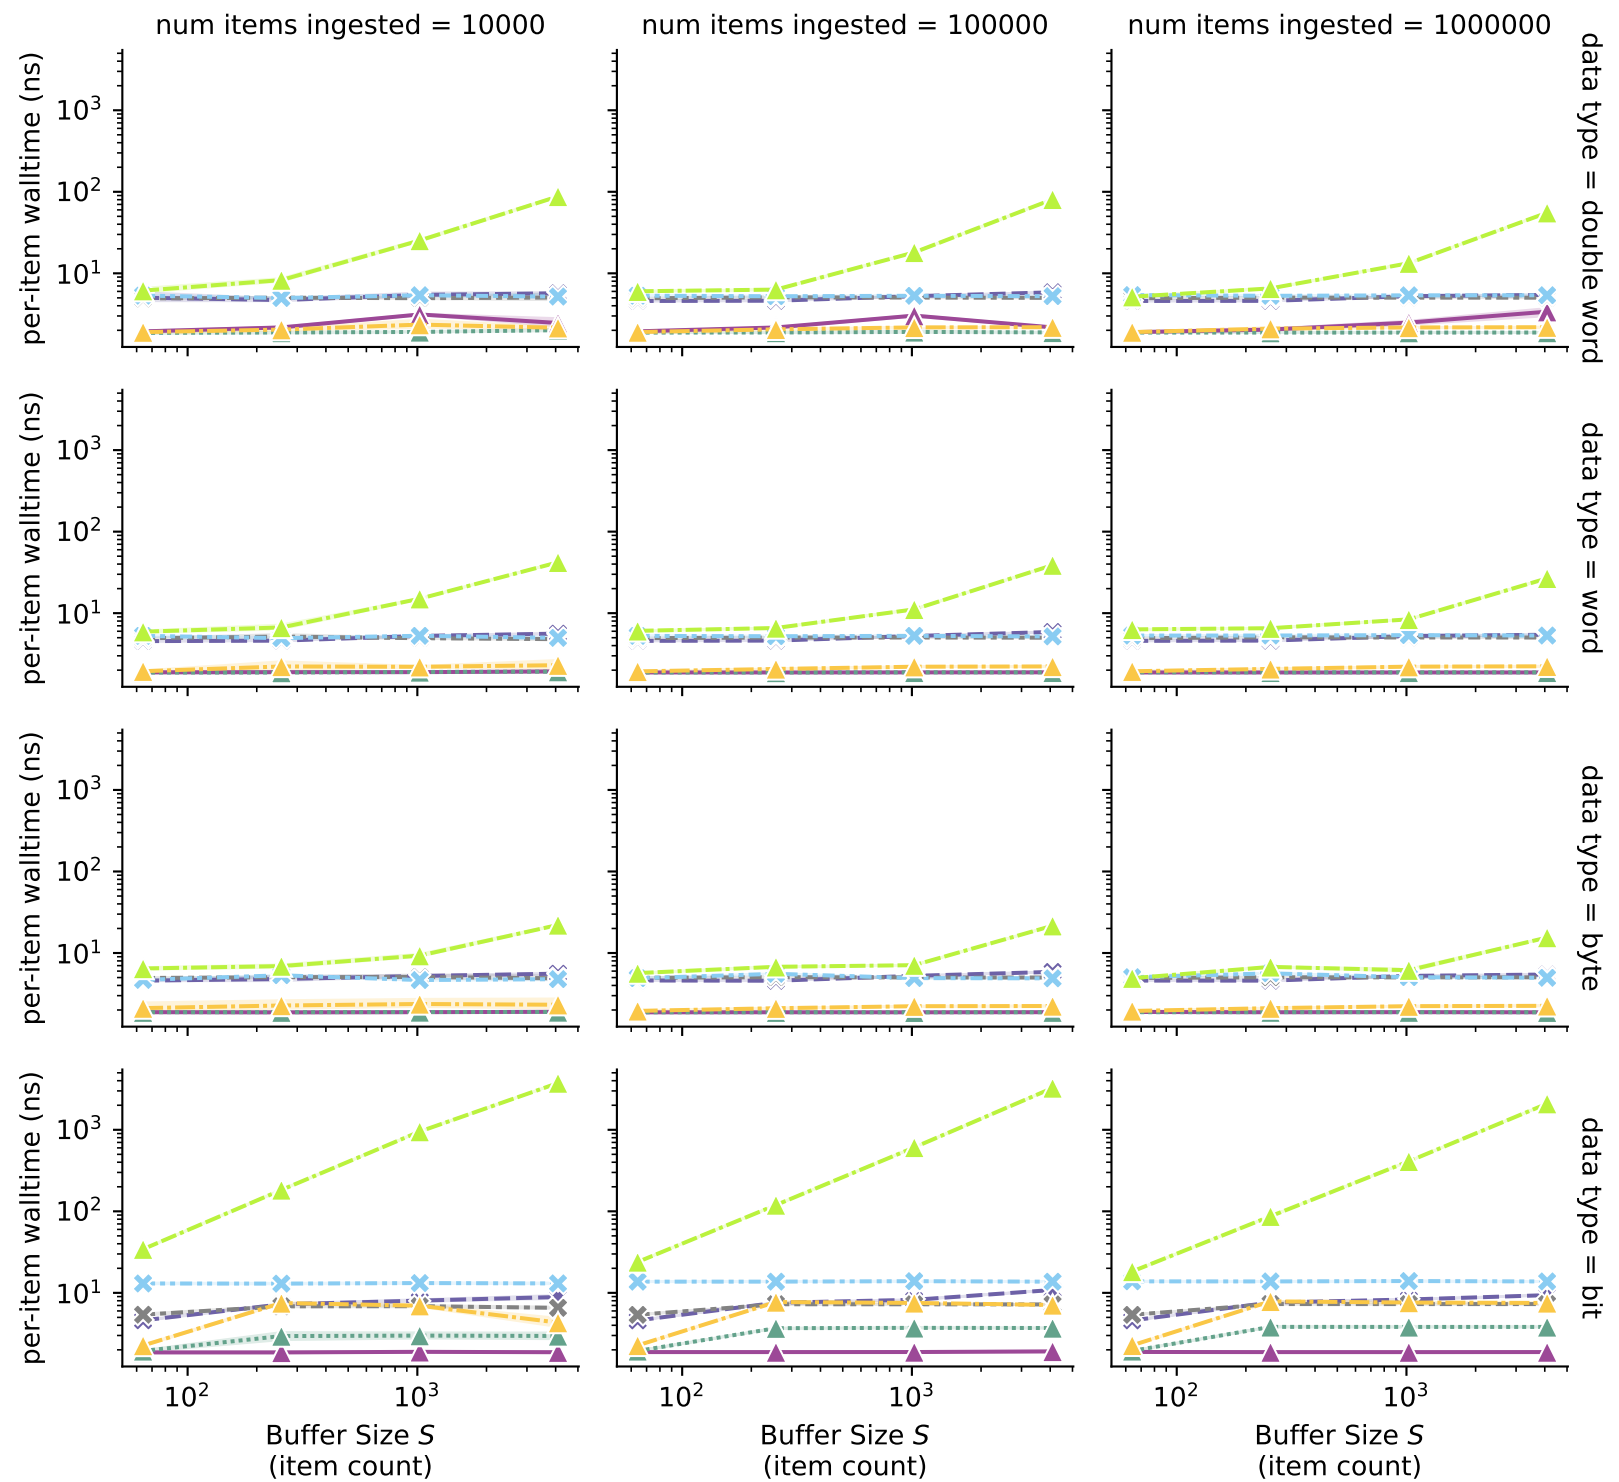 num items ingested = 10000
num items ingested = 100000
num items ingested = 1000000
per-item walltime (ns)
10³
10²
10¹
data type = double word
per-item walltime (ns)
10³
10²
10¹
data type = word
per-item walltime (ns)
10³
10²
10¹
data type = byte
per-item walltime (ns)
10³
10²
10¹
data type = bit
10² 10³
10² 10³
10² 10³
Buffer Size S
(item count)
Buffer Size S
(item count)
Buffer Size S
(item count)